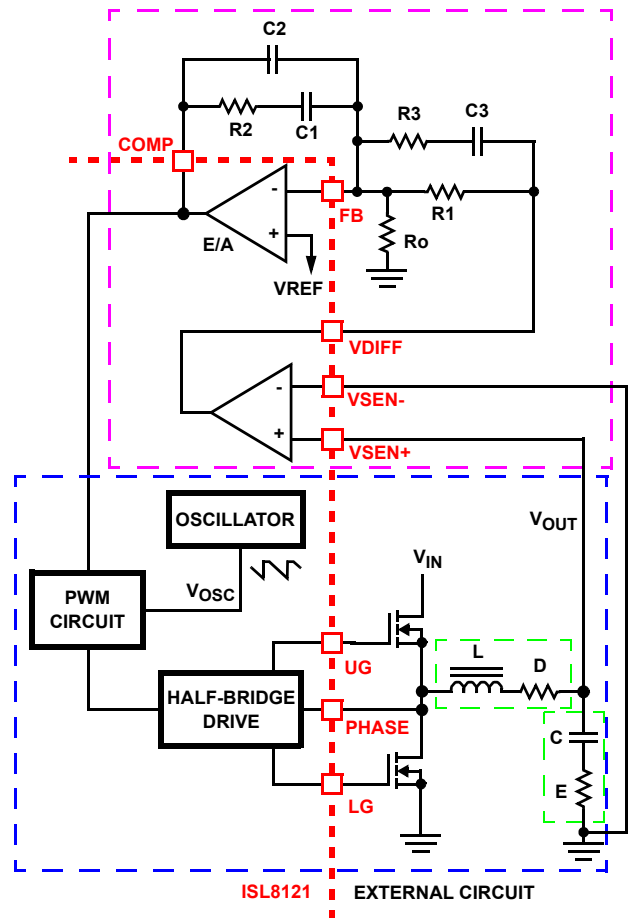 C2
R2
C1
R3
C3
COMP
FB
R1
Ro
-
+
E/A
VREF
VDIFF
-
VSEN-
+
VSEN+
OSCILLATOR
VOUT
VIN
PWM
CIRCUIT
VOSC
UG
L
D
HALF-BRIDGE
DRIVE
PHASE
C
E
LG
ISL8121
EXTERNAL CIRCUIT